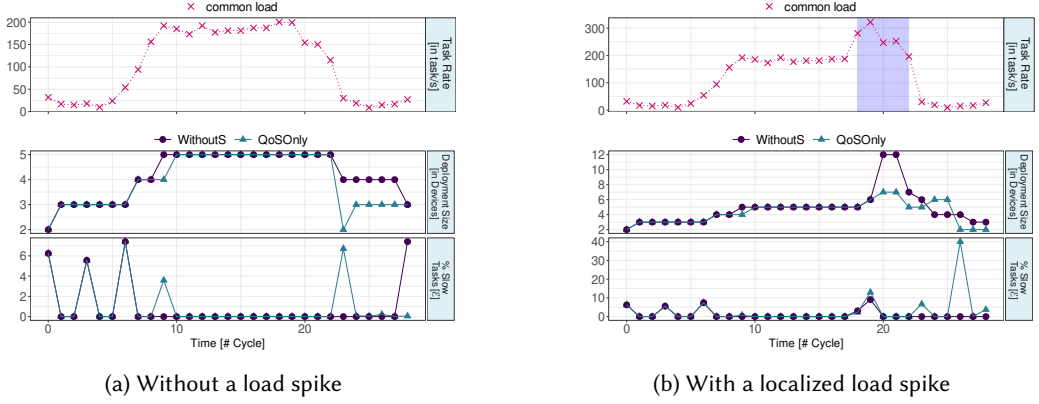 common load
200
150
100
50
0
Task Rate
[in task/s]
WithoutS
QoSOnly
5
4
3
2
Deployment Size
[in Devices]
6
4
2
0
% Slow
Tasks [ℰ]
0
10
20
Time [# Cycle]
(a) Without a load spike
common load
300
200
100
0
Task Rate
[in task/s]
WithoutS
QoSOnly
12
10
8
6
4
2
Deployment Size
[in Devices]
40
30
20
10
0
% Slow
Tasks [ℰ]
0
10
20
Time [# Cycle]
(b) With a localized load spike